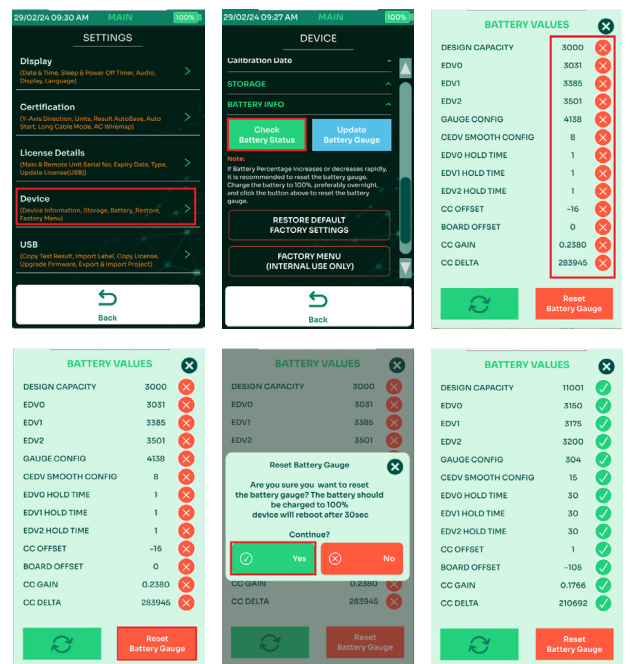 29/02/24 09:30 AM MAIN 100%
SETTINGS
Display
(Date & Time, Sleep & Power Off Timer, Audio,
Display, Language)
Certification
(Y-Axis Direction, Units, Result AutoSave, Auto
Start, Long Cable Mode, AC Wiremap)
License Details
(Main & Remote Unit Serial No, Expiry Date, Type,
Update License(USB))
Device
(Device Information, Storage, Battery, Restore,
Factory Menu)
USB
(Copy Test Result, Import Label, Copy License,
Upgrade Firmware, Export & Import Project)
Back
29/02/24 09:27 AM MAIN 100%
DEVICE
Calibration Date -
STORAGE
BATTERY INFO
Check
Battery Status
Update
Battery Gauge
Note:
If Battery Percentage increases or decreases rapidly,
it is recommended to reset the battery gauge.
Charge the battery to 100%, preferably overnight,
and click the button above to reset the battery
gauge.
RESTORE DEFAULT
FACTORY SETTINGS
FACTORY MENU
(INTERNAL USE ONLY)
Back
BATTERY VALUES
DESIGN CAPACITY 3000
EDV0 3031
EDV1 3385
EDV2 3501
GAUGE CONFIG 4138
CEDV SMOOTH CONFIG 8
EDV0 HOLD TIME 1
EDV1 HOLD TIME 1
EDV2 HOLD TIME 1
CC OFFSET -16
BOARD OFFSET 0
CC GAIN 0.2380
CC DELTA 283945
Reset
Battery Gauge
BATTERY VALUES
DESIGN CAPACITY 3000
EDV0 3031
EDV1 3385
EDV2 3501
GAUGE CONFIG 4138
CEDV SMOOTH CONFIG 8
EDV0 HOLD TIME 1
EDV1 HOLD TIME 1
EDV2 HOLD TIME 1
CC OFFSET -16
BOARD OFFSET 0
CC GAIN 0.2380
CC DELTA 283945
Reset
Battery Gauge
BATTERY VALUES
DESIGN CAPACITY 3000
EDV0 3031
EDV1 3385
EDV2 3501
Reset Battery Gauge
Are you sure you want to reset
the battery gauge? The battery should
be charged to 100%
device will reboot after 30sec
Continue?
Yes
No
CC GAIN 0.2380
CC DELTA 283945
Reset
Battery Gauge
BATTERY VALUES
DESIGN CAPACITY 11001
EDV0 3150
EDV1 3175
EDV2 3200
GAUGE CONFIG 304
CEDV SMOOTH CONFIG 15
EDV0 HOLD TIME 30
EDV1 HOLD TIME 30
EDV2 HOLD TIME 30
CC OFFSET 1
BOARD OFFSET -105
CC GAIN 0.1766
CC DELTA 210692
Reset
Battery Gauge